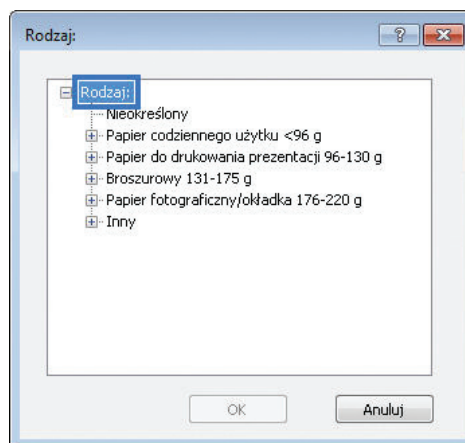 Rodzaj:
Rodzaj:
Nieokreślony
Papier codziennego użytku <96 g
Papier do drukowania prezentacji 96-130 g
Broszurowy 131-175 g
Papier fotograficzny/okładka 176-220 g
Inny
OK Anuluj